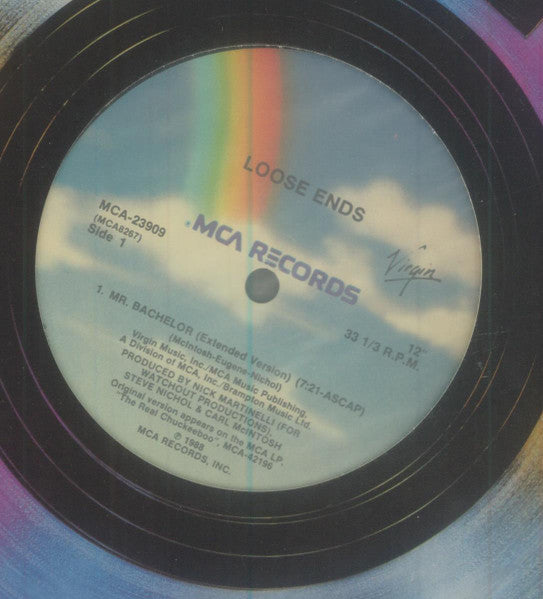 LOOSE ENDS
MCA-23909
(MCA8267)
Side 1
MCA RECORDS
Virgin
12"
33 1/3 R.P.M.
1. MR. BACHELOR (Extended Version) (7:21-ASCAP)
(McIntosh-Eugene-Nichol)
Virgin Music, Inc./MCA Music Publishing,
A Division of MCA, Inc./Brampton Music Ltd.
PRODUCED BY NICK MARTINELLI (FOR
WATCHOUT PRODUCTIONS)
STEVE NICHOL & CARL McINTOSH
Original version appears on the MCA LP.
"The Real Chuckeeboo", MCA-42196
℗ 1988
MCA RECORDS, INC.